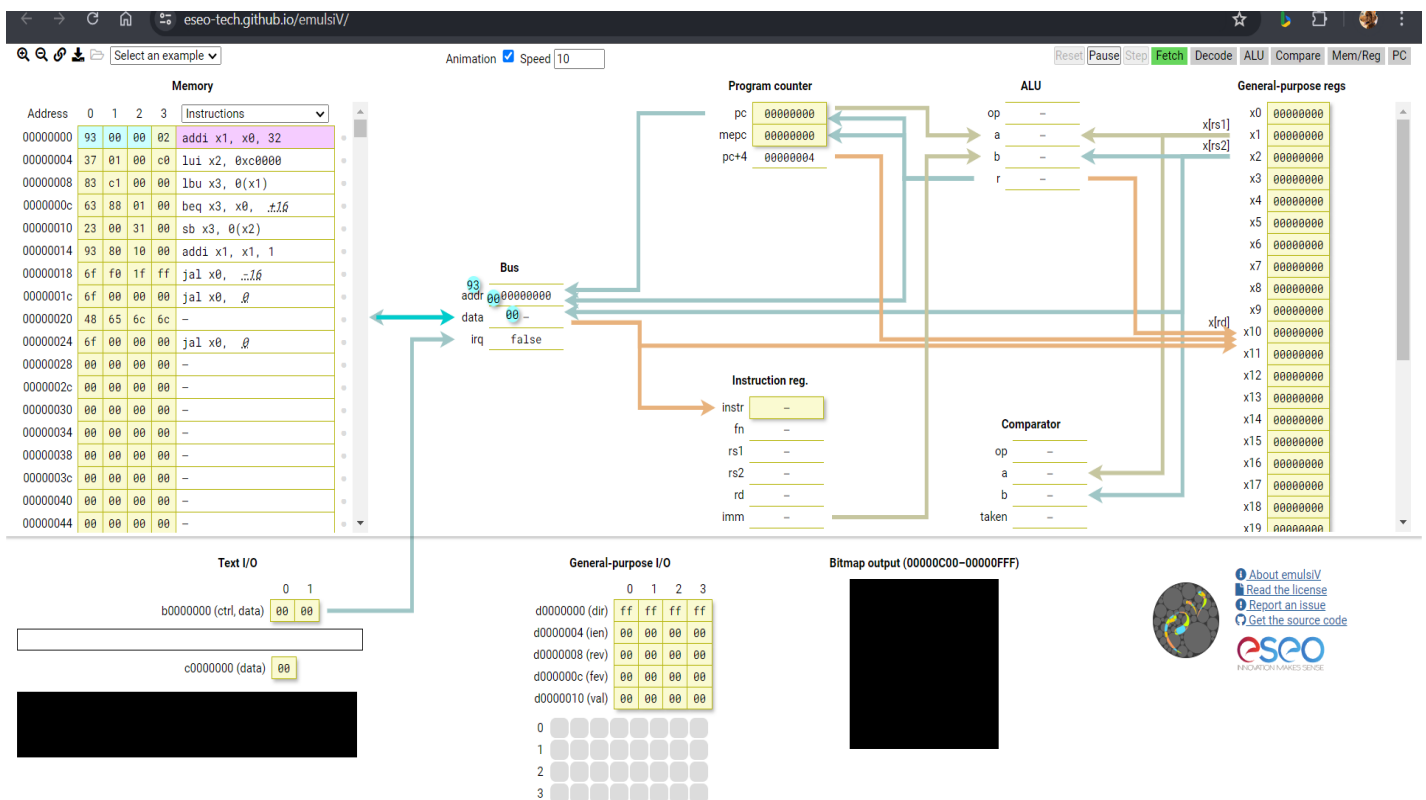 eseo-tech.github.io/emulsiV/
Select an example
Animation Speed 10
Reset Pause Step Fetch Decode ALU Compare Mem/Reg PC
Memory
Address 0 1 2 3 Instructions
00000000 93 00 00 02 addi x1, x0, 32
00000004 37 01 00 c0 lui x2, 0xc0000
00000008 83 c1 00 00 lbu x3, 0(x1)
0000000c 63 88 01 00 beq x3, x0, +16
00000010 23 00 31 00 sb x3, 0(x2)
00000014 93 80 10 00 addi x1, x1, 1
00000018 6f f0 1f ff jal x0, -16
0000001c 6f 00 00 00 jal x0, 0
00000020 48 65 6c 6c –
00000024 6f 00 00 00 jal x0, 0
00000028 00 00 00 00 –
0000002c 00 00 00 00 –
00000030 00 00 00 00 –
00000034 00 00 00 00 –
00000038 00 00 00 00 –
0000003c 00 00 00 00 –
00000040 00 00 00 00 –
00000044 00 00 00 00 –
Program counter
pc 00000000
mepc 00000000
pc+4 00000004
ALU
op –
a –
b –
r –
General-purpose regs
x[rs1]
x[rs2]
x[rd]
x0 00000000
x1 00000000
x2 00000000
x3 00000000
x4 00000000
x5 00000000
x6 00000000
x7 00000000
x8 00000000
x9 00000000
x10 00000000
x11 00000000
x12 00000000
x13 00000000
x14 00000000
x15 00000000
x16 00000000
x17 00000000
x18 00000000
x19 00000000
Bus
93
addr 00 00000000
data 00 –
irq false
Instruction reg.
instr –
fn –
rs1 –
rs2 –
rd –
imm –
Comparator
op –
a –
b –
taken –
Text I/O
0 1
b0000000 (ctrl, data) 00 00
c0000000 (data) 00
General-purpose I/O
0 1 2 3
d0000000 (dir) ff ff ff ff
d0000004 (ien) 00 00 00 00
d0000008 (rev) 00 00 00 00
d000000c (fev) 00 00 00 00
d0000010 (val) 00 00 00 00
0
1
2
3
Bitmap output (00000C00–00000FFF)
About emulsiV
Read the license
Report an issue
Get the source code
eseo
INNOVATION MAKES SENSE